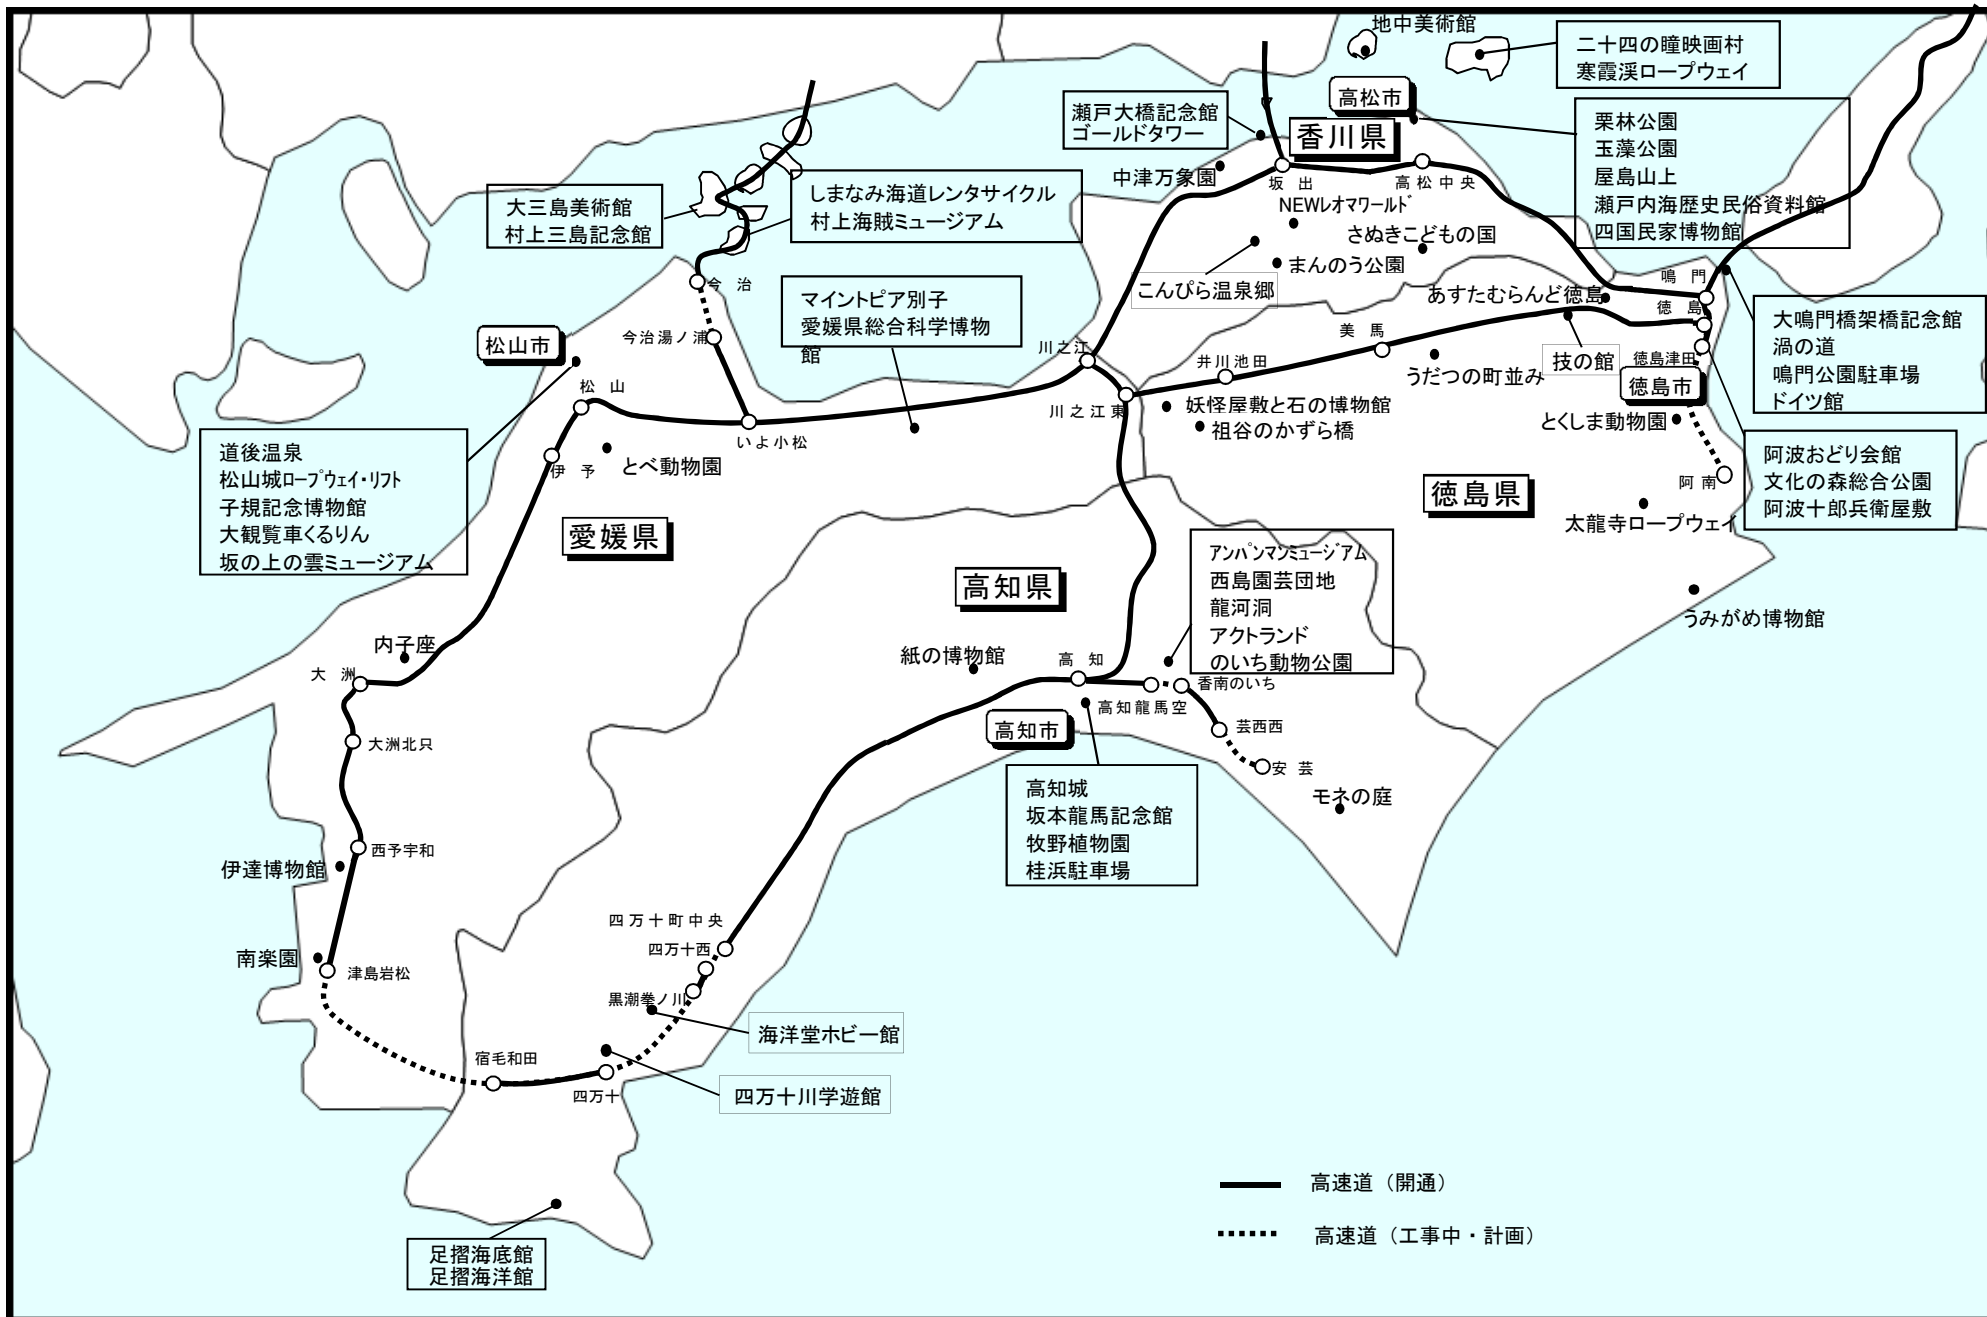 地中美術館
二十四の瞳映画村
寒霞渓ロープウェイ
高松市
瀬戸大橋記念館
ゴールドタワー
香川県
栗林公園
玉藻公園
屋島山上
瀬戸内海歴史民俗資料館
四国民家博物館
中津万象園
坂出
高松中央
NEWレオマワールド
さぬきこどもの国
まんのう公園
こんぴら温泉郷
大三島美術館
村上三島記念館
しまなみ海道レンタサイクル
村上海賊ミュージアム
今治
今治湯ノ浦
マイントピア別子
愛媛県総合科学博物
館
松山市
松山
いよ小松
伊予
とべ動物園
道後温泉
松山城ロープウェイ・リフト
子規記念博物館
大観覧車くるりん
坂の上の雲ミュージアム
愛媛県
川之江
川之江東
井川池田
美馬
うだつの町並み
妖怪屋敷と石の博物館
祖谷のかずら橋
あすたむらんど徳島
技の館
鳴門
徳島
徳島津田
徳島市
とくしま動物園
大鳴門橋架橋記念館
渦の道
鳴門公園駐車場
ドイツ館
阿波おどり会館
文化の森総合公園
阿波十郎兵衛屋敷
阿南
徳島県
太龍寺ロープウェイ
うみがめ博物館
高知県
アンパンマンミュージアム
西島園芸団地
龍河洞
アクトランド
のいち動物公園
紙の博物館
高知
高知龍馬空
香南のいち
芸西西
安芸
モネの庭
高知市
高知城
坂本龍馬記念館
牧野植物園
桂浜駐車場
内子座
大洲
大洲北只
西予宇和
伊達博物館
南楽園
津島岩松
四万十町中央
四万十西
黒潮拳ノ川
海洋堂ホビー館
宿毛和田
四万十
四万十川学遊館
足摺海底館
足摺海洋館
高速道（開通）
高速道（工事中・計画）